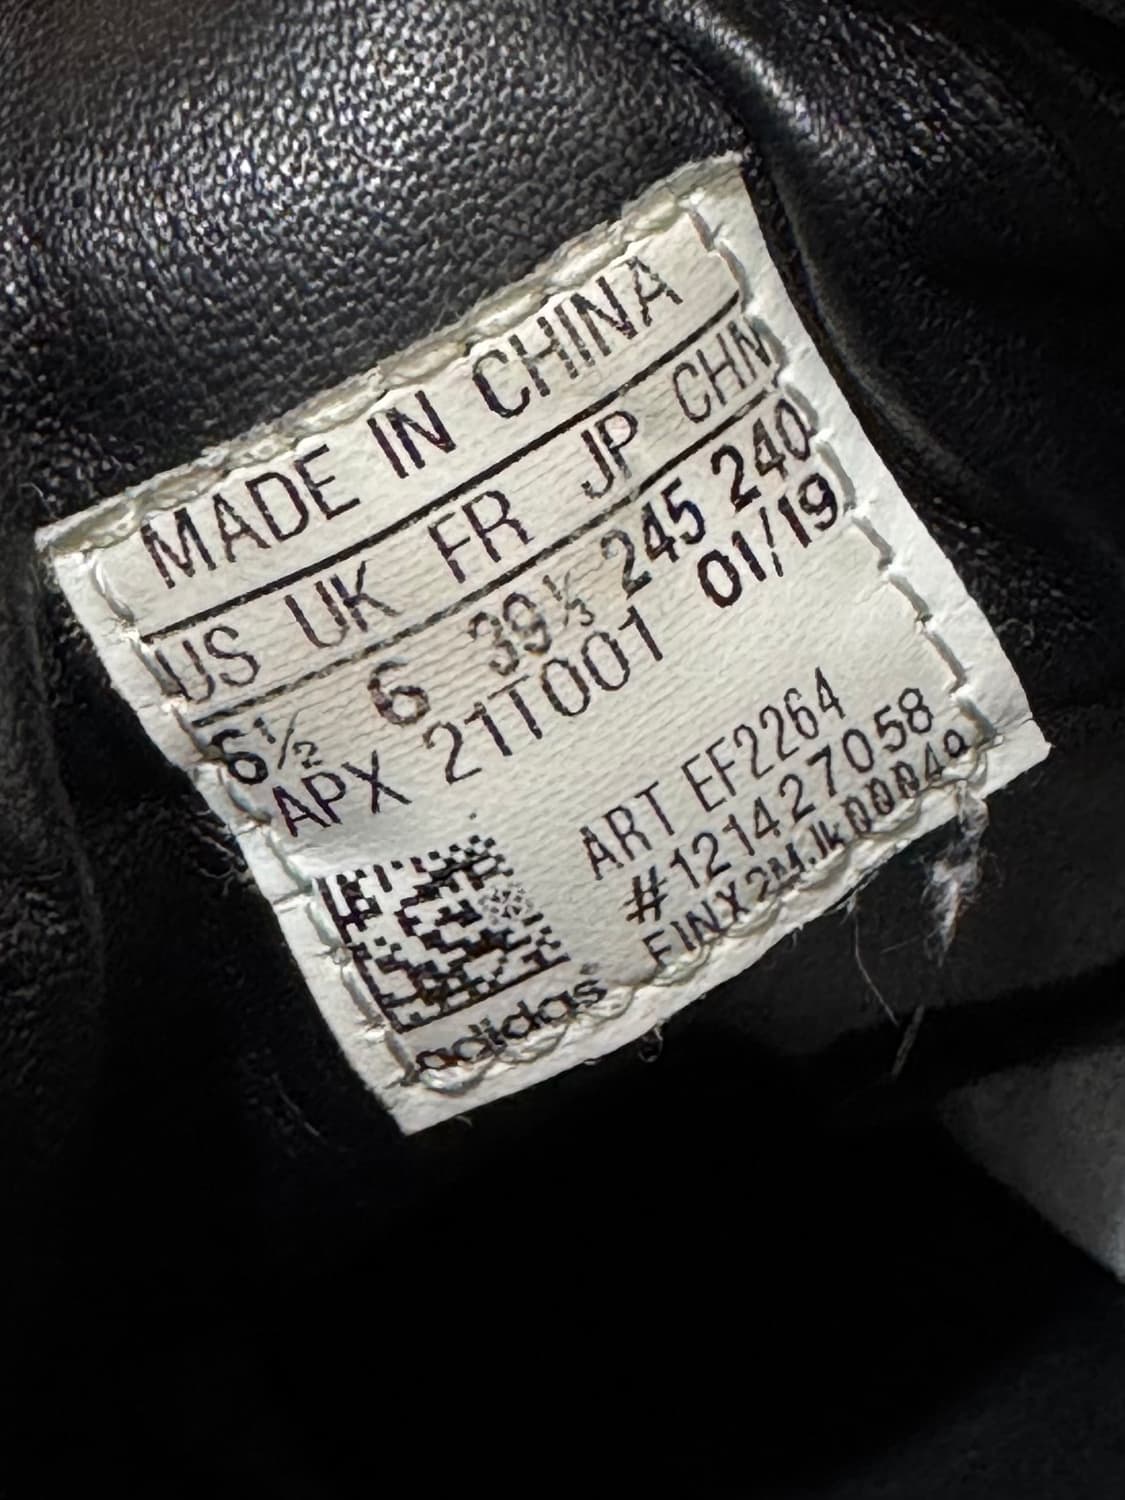 MADE IN CHINA
US UK FR JP CHN
6½ 6 39⅓ 245 240
APX 21T001 01/19
ART EF2264
#1214427058
adidas